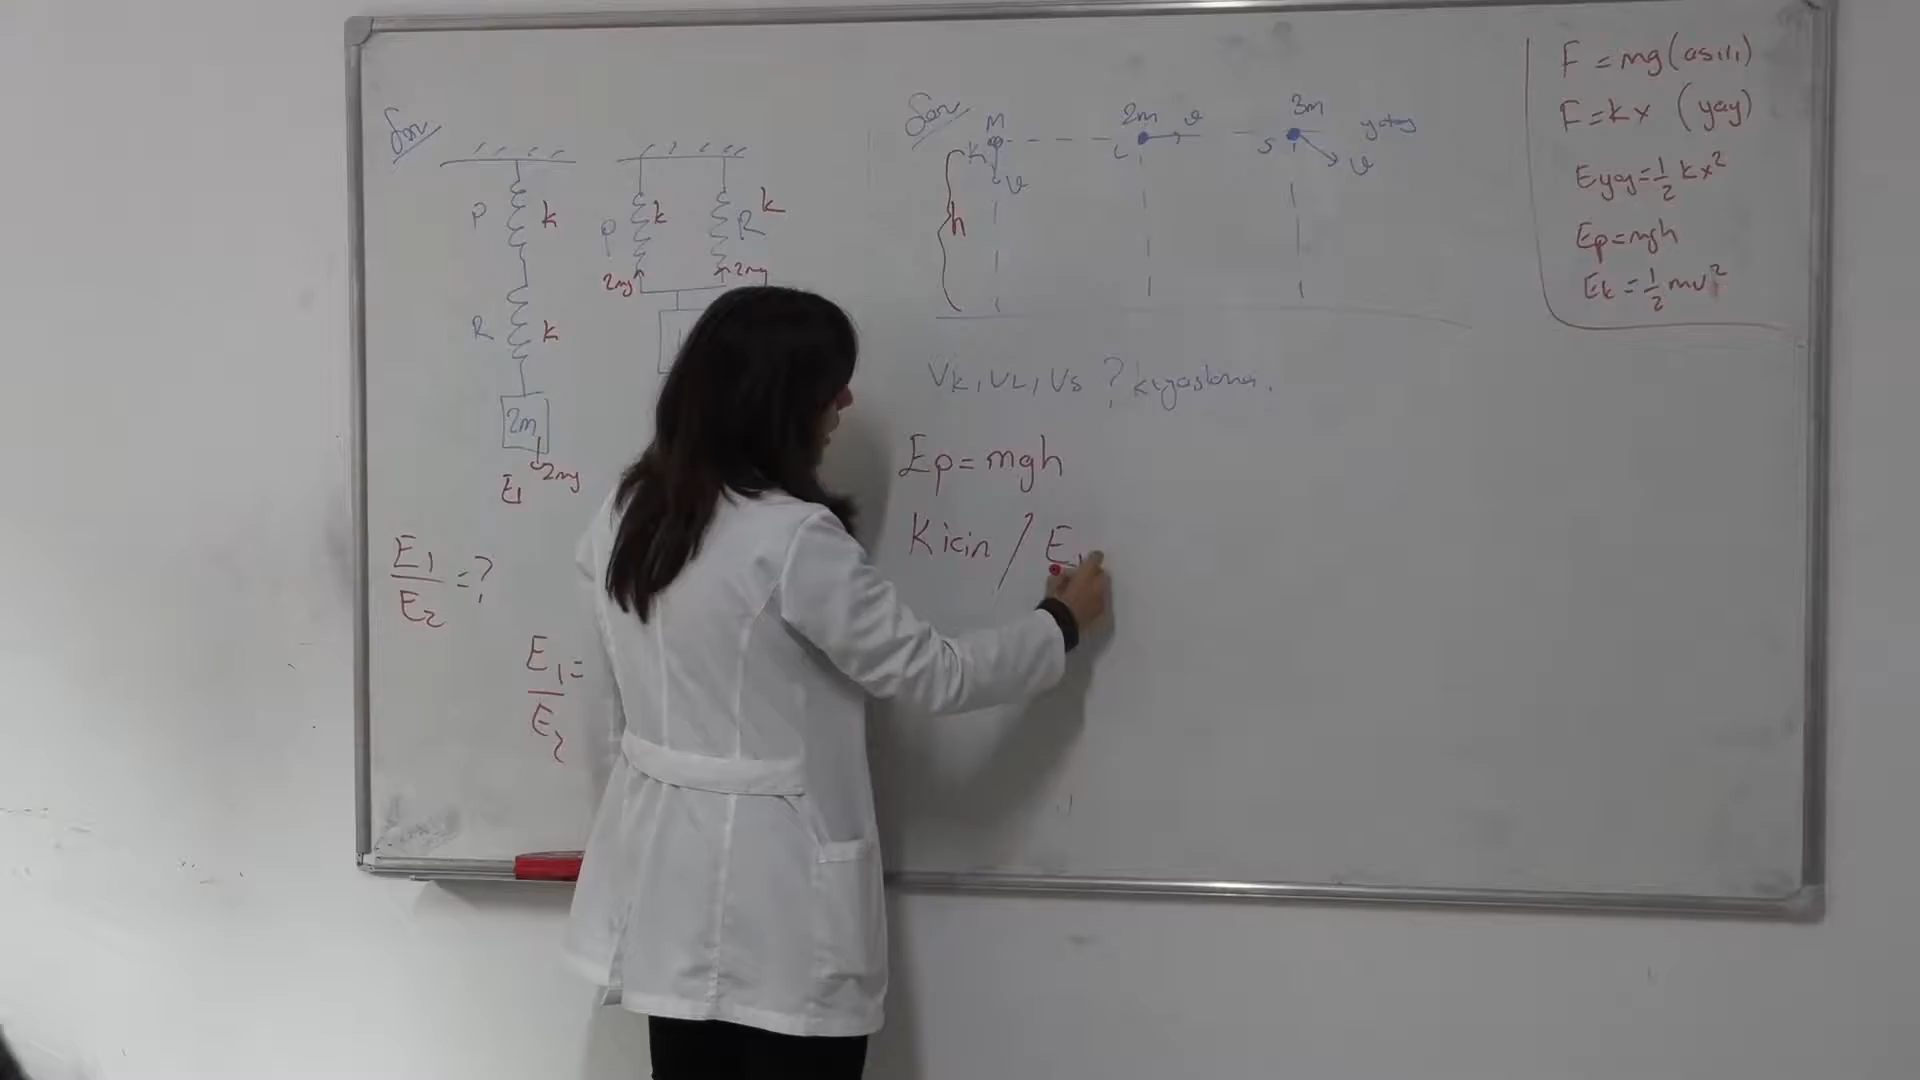 Soru
P k
R k
2m
2mg
E1
P k
R k
2mg 2mg
E1
E2 =?
E1 =
E2
Soru
M 2m ϑ 3m yatay
K L S
ϑ ϑ
h
VK, VL, VS ? kıyaslama.
Ep = mgh
K için / E
F = mg (asılı)
F = kx (yay)
Eyay = 1/2 kx²
Ep = mgh
Ek = 1/2 mv²